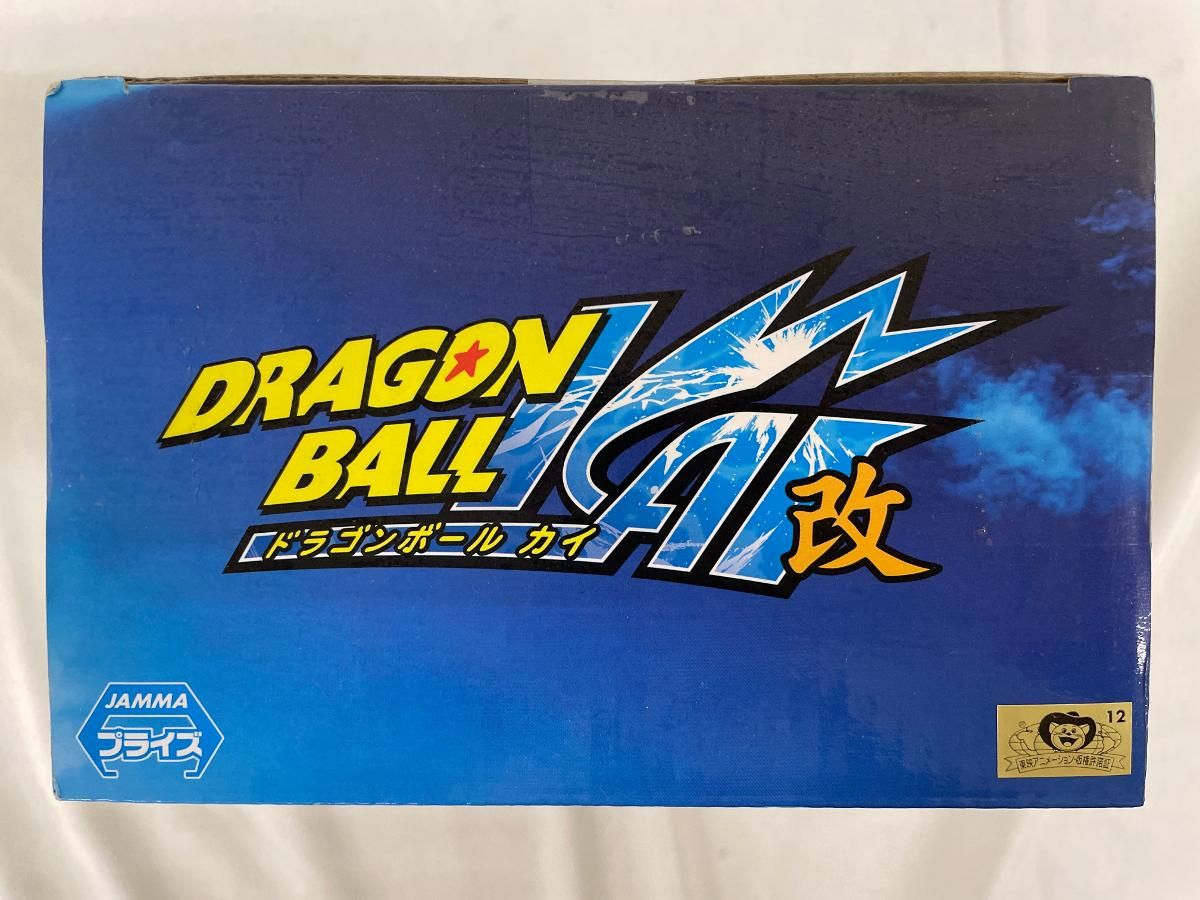 DRAGON
BALL
KAI
改
ドラゴンボール カイ
JAMMA
プライズ
12
東映アニメーション・版権許諾証